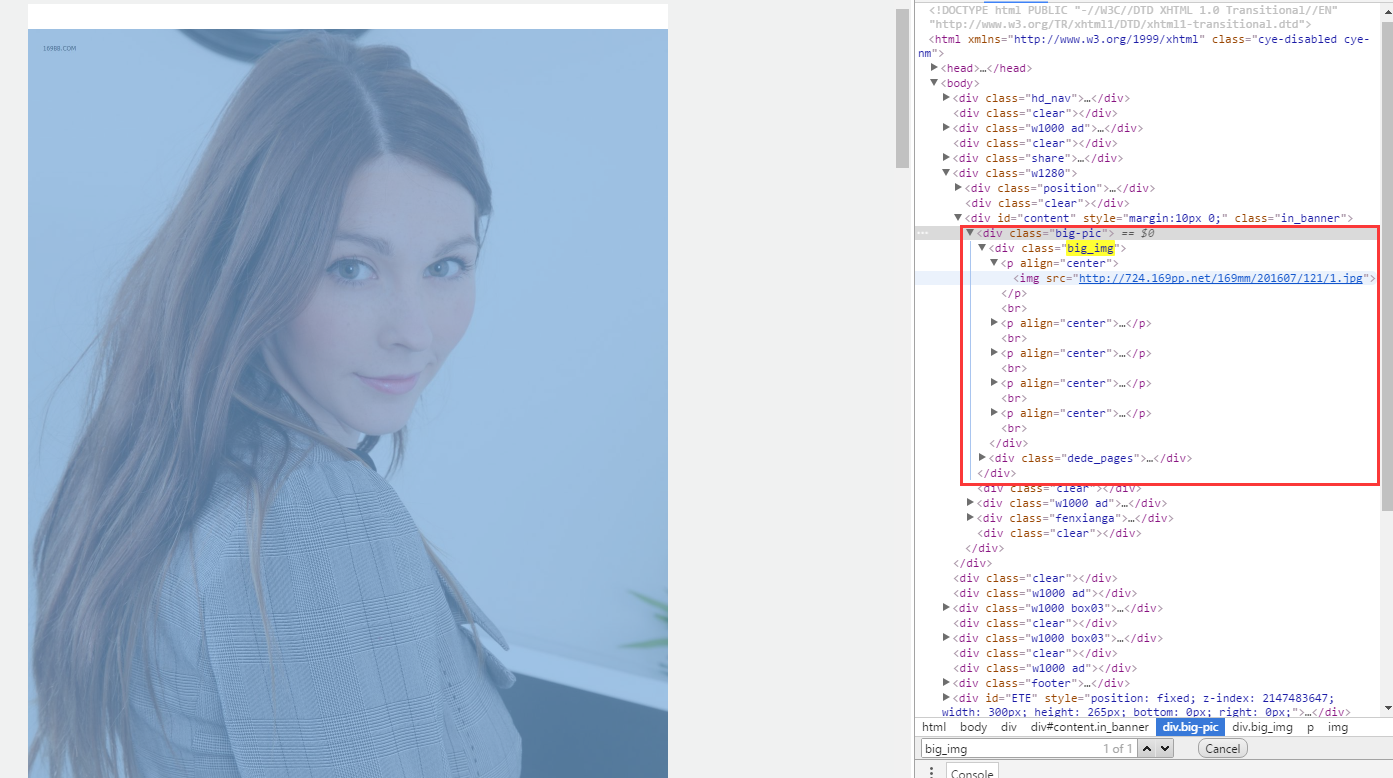 169BB.COM
<!DOCTYPE html PUBLIC "-//W3C//DTD XHTML 1.0 Transitional//EN"
"http://www.w3.org/TR/xhtml1/DTD/xhtml1-transitional.dtd">
<html xmlns="http://www.w3.org/1999/xhtml" class="cye-disabled cye-
nm">
▶<head>…</head>
▼<body>
▶<div class="hd_nav">…</div>
<div class="clear"></div>
▶<div class="w1000 ad">…</div>
<div class="clear"></div>
▶<div class="share">…</div>
▼<div class="w1280">
▶<div class="position">…</div>
<div class="clear"></div>
▼<div id="content" style="margin:10px 0;" class="in_banner">
… ▼<div class="big-pic"> == $0
▼<div class="big_img">
▼<p align="center">
<img src="http://724.169pp.net/169mm/201607/121/1.jpg">
</p>
<br>
▶<p align="center">…</p>
<br>
▶<p align="center">…</p>
<br>
▶<p align="center">…</p>
<br>
▶<p align="center">…</p>
<br>
</div>
▶<div class="dede_pages">…</div>
</div>
<div class="clear"></div>
▶<div class="w1000 ad">…</div>
▶<div class="fenxianga">…</div>
<div class="clear"></div>
</div>
</div>
<div class="clear"></div>
<div class="w1000 ad"></div>
▶<div class="w1000 box03">…</div>
<div class="clear"></div>
▶<div class="w1000 box03">…</div>
<div class="clear"></div>
<div class="w1000 ad"></div>
▶<div class="footer">…</div>
▶<div id="ETE" style="position: fixed; z-index: 2147483647;
width: 300px; height: 265px; bottom: 0px; right: 0px;">…</div>
html body div div#content.in_banner div.big-pic div.big_img p img
big_img 1 of 1 Cancel
Console